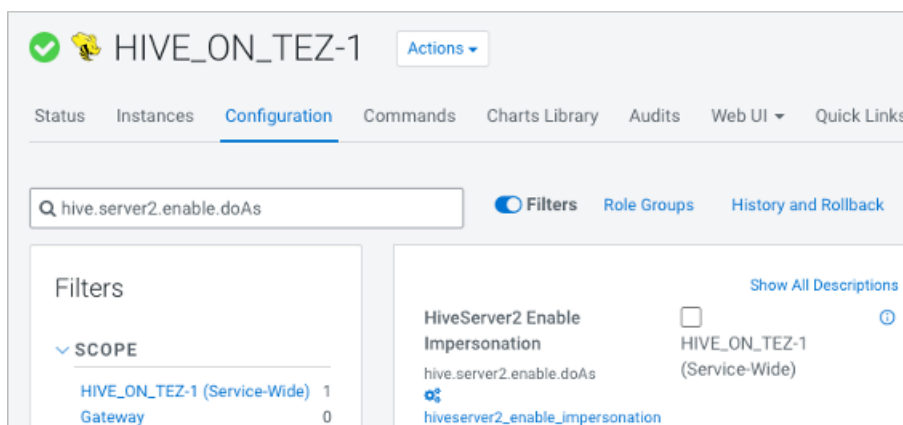 HIVE_ON_TEZ-1
Actions
Status Instances Configuration Commands Charts Library Audits Web UI Quick Links
hive.server2.enable.doAs
Filters Role Groups History and Rollback
Filters
SCOPE
HIVE_ON_TEZ-1 (Service-Wide) 1
Gateway 0
Show All Descriptions
HiveServer2 Enable
Impersonation
hive.server2.enable.doAs
hiveserver2_enable_impersonation
HIVE_ON_TEZ-1
(Service-Wide)